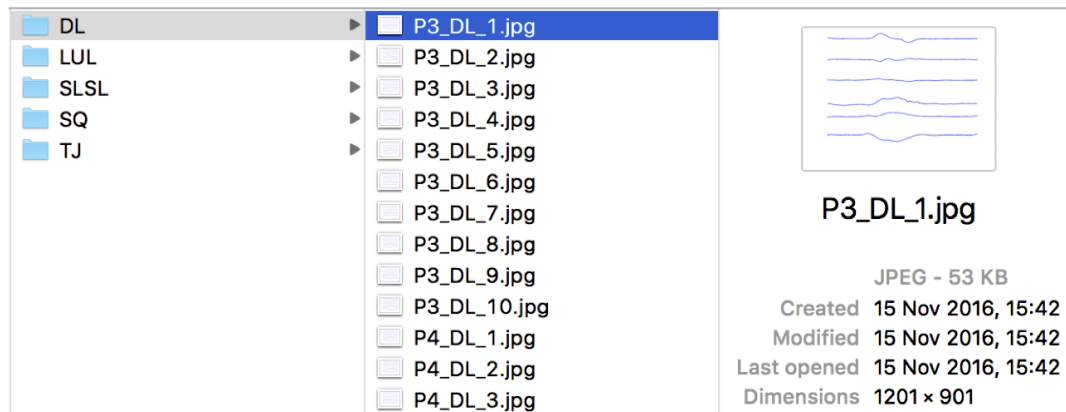 DL
LUL
SLSL
SQ
TJ
P3_DL_1.jpg
P3_DL_2.jpg
P3_DL_3.jpg
P3_DL_4.jpg
P3_DL_5.jpg
P3_DL_6.jpg
P3_DL_7.jpg
P3_DL_8.jpg
P3_DL_9.jpg
P3_DL_10.jpg
P4_DL_1.jpg
P4_DL_2.jpg
P4_DL_3.jpg
P3_DL_1.jpg
JPEG - 53 KB
Created 15 Nov 2016, 15:42
Modified 15 Nov 2016, 15:42
Last opened 15 Nov 2016, 15:42
Dimensions 1201 × 901